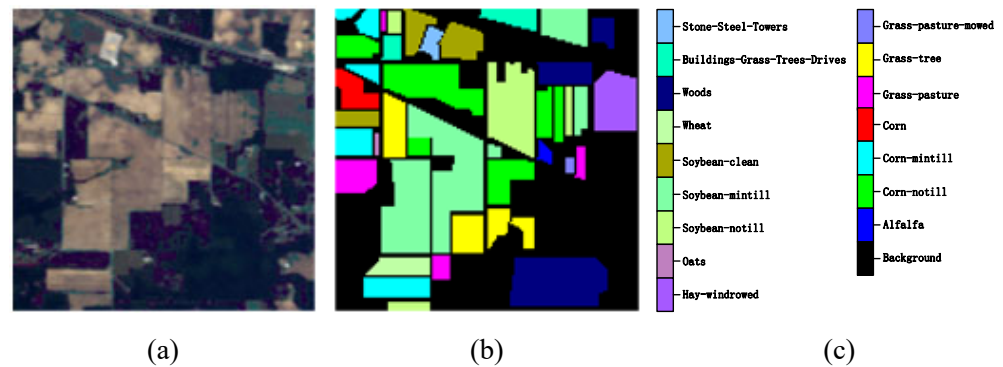 Stone-Steel-Towers
Buildings-Grass-Trees-Drives
Woods
Wheat
Soybean-clean
Soybean-mintill
Soybean-notill
Oats
Hay-windrowed
Grass-pasture-mowed
Grass-tree
Grass-pasture
Corn
Corn-mintill
Corn-notill
Alfalfa
Background
(a)
(b)
(c)